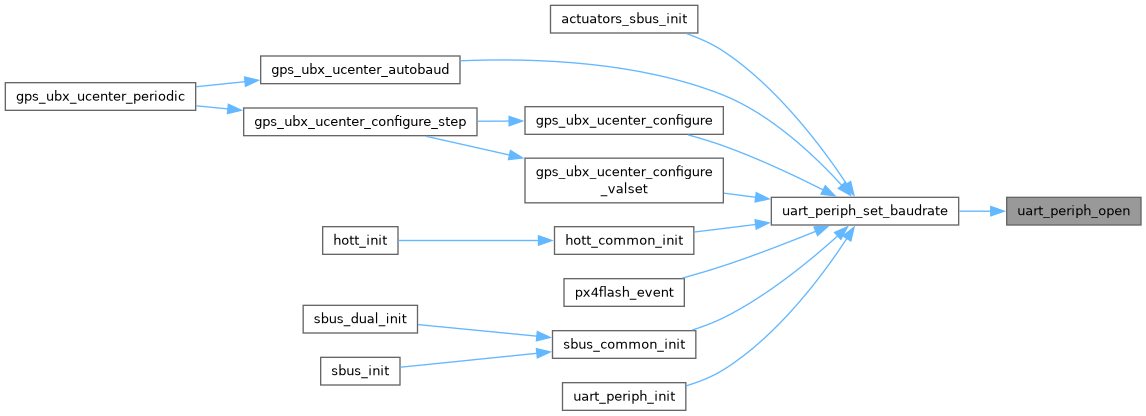 actuators_sbus_init
gps_ubx_ucenter_autobaud
gps_ubx_ucenter_periodic
gps_ubx_ucenter_configure_step
gps_ubx_ucenter_configure
gps_ubx_ucenter_configure
_valset
uart_periph_set_baudrate
uart_periph_open
hott_init
hott_common_init
px4flash_event
sbus_dual_init
sbus_common_init
sbus_init
uart_periph_init